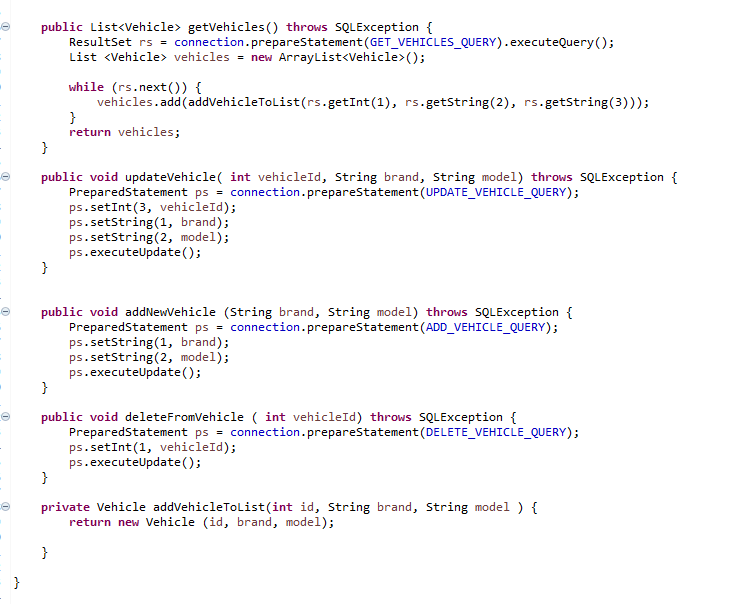 public List<Vehicle> getVehicles() throws SQLException {
ResultSet rs = connection.prepareStatement(GET_VEHICLES_QUERY).executeQuery();
List <Vehicle> vehicles = new ArrayList<Vehicle>();
while (rs.next()) {
vehicles.add(addVehicleToList(rs.getInt(1), rs.getString(2), rs.getString(3)));
}
return vehicles;
}
public void updateVehicle( int vehicleId, String brand, String model) throws SQLException {
PreparedStatement ps = connection.prepareStatement(UPDATE_VEHICLE_QUERY);
ps.setInt(3, vehicleId);
ps.setString(1, brand);
ps.setString(2, model);
ps.executeUpdate();
}
public void addNewVehicle (String brand, String model) throws SQLException {
PreparedStatement ps = connection.prepareStatement(ADD_VEHICLE_QUERY);
ps.setString(1, brand);
ps.setString(2, model);
ps.executeUpdate();
}
public void deleteFromVehicle ( int vehicleId) throws SQLException {
PreparedStatement ps = connection.prepareStatement(DELETE_VEHICLE_QUERY);
ps.setInt(1, vehicleId);
ps.executeUpdate();
}
private Vehicle addVehicleToList(int id, String brand, String model ) {
return new Vehicle (id, brand, model);
}
}